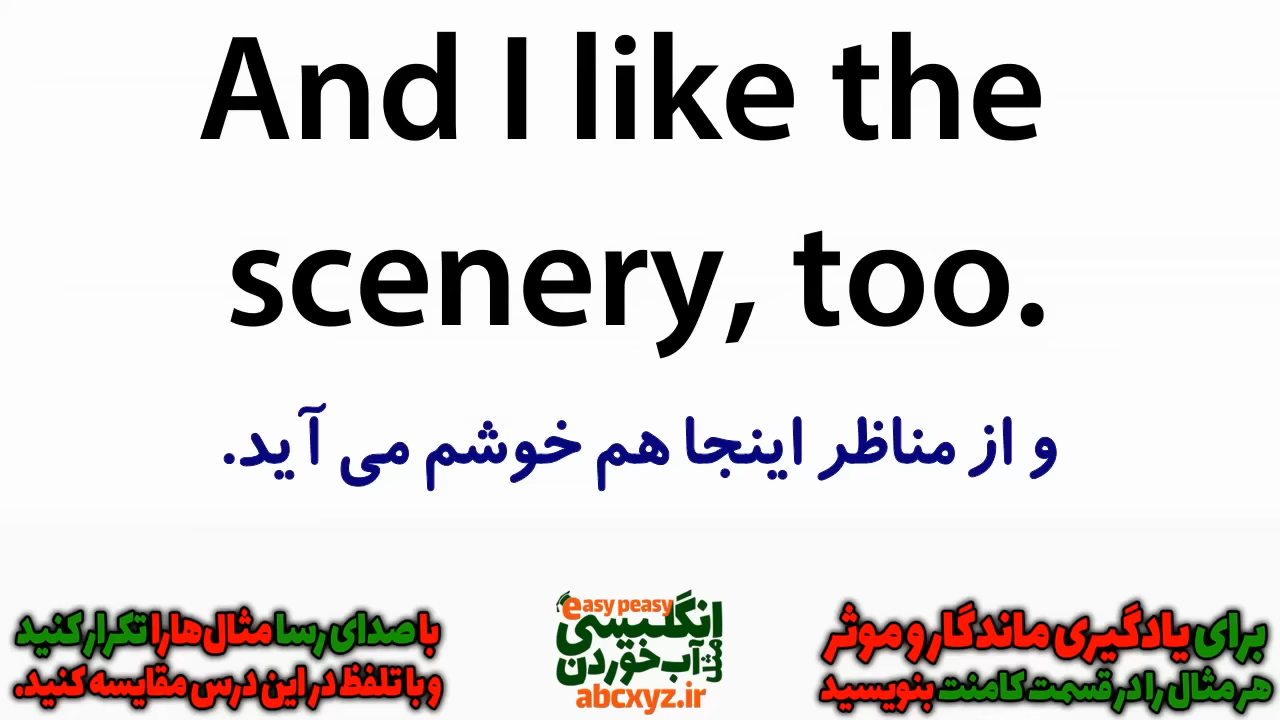 And I like the
scenery, too.
و از مناظر اینجا هم خوشم می آید.
برای یادگیری ماندگار و موثر
هر مثال را در قسمت کامنت بنویسید
easy peasy
انگلیسی
مثل آب خوردن
abcxyz.ir
با صدای رسا مثال‌ها را تکرار کنید
و با تلفظ در این درس مقایسه کنید.